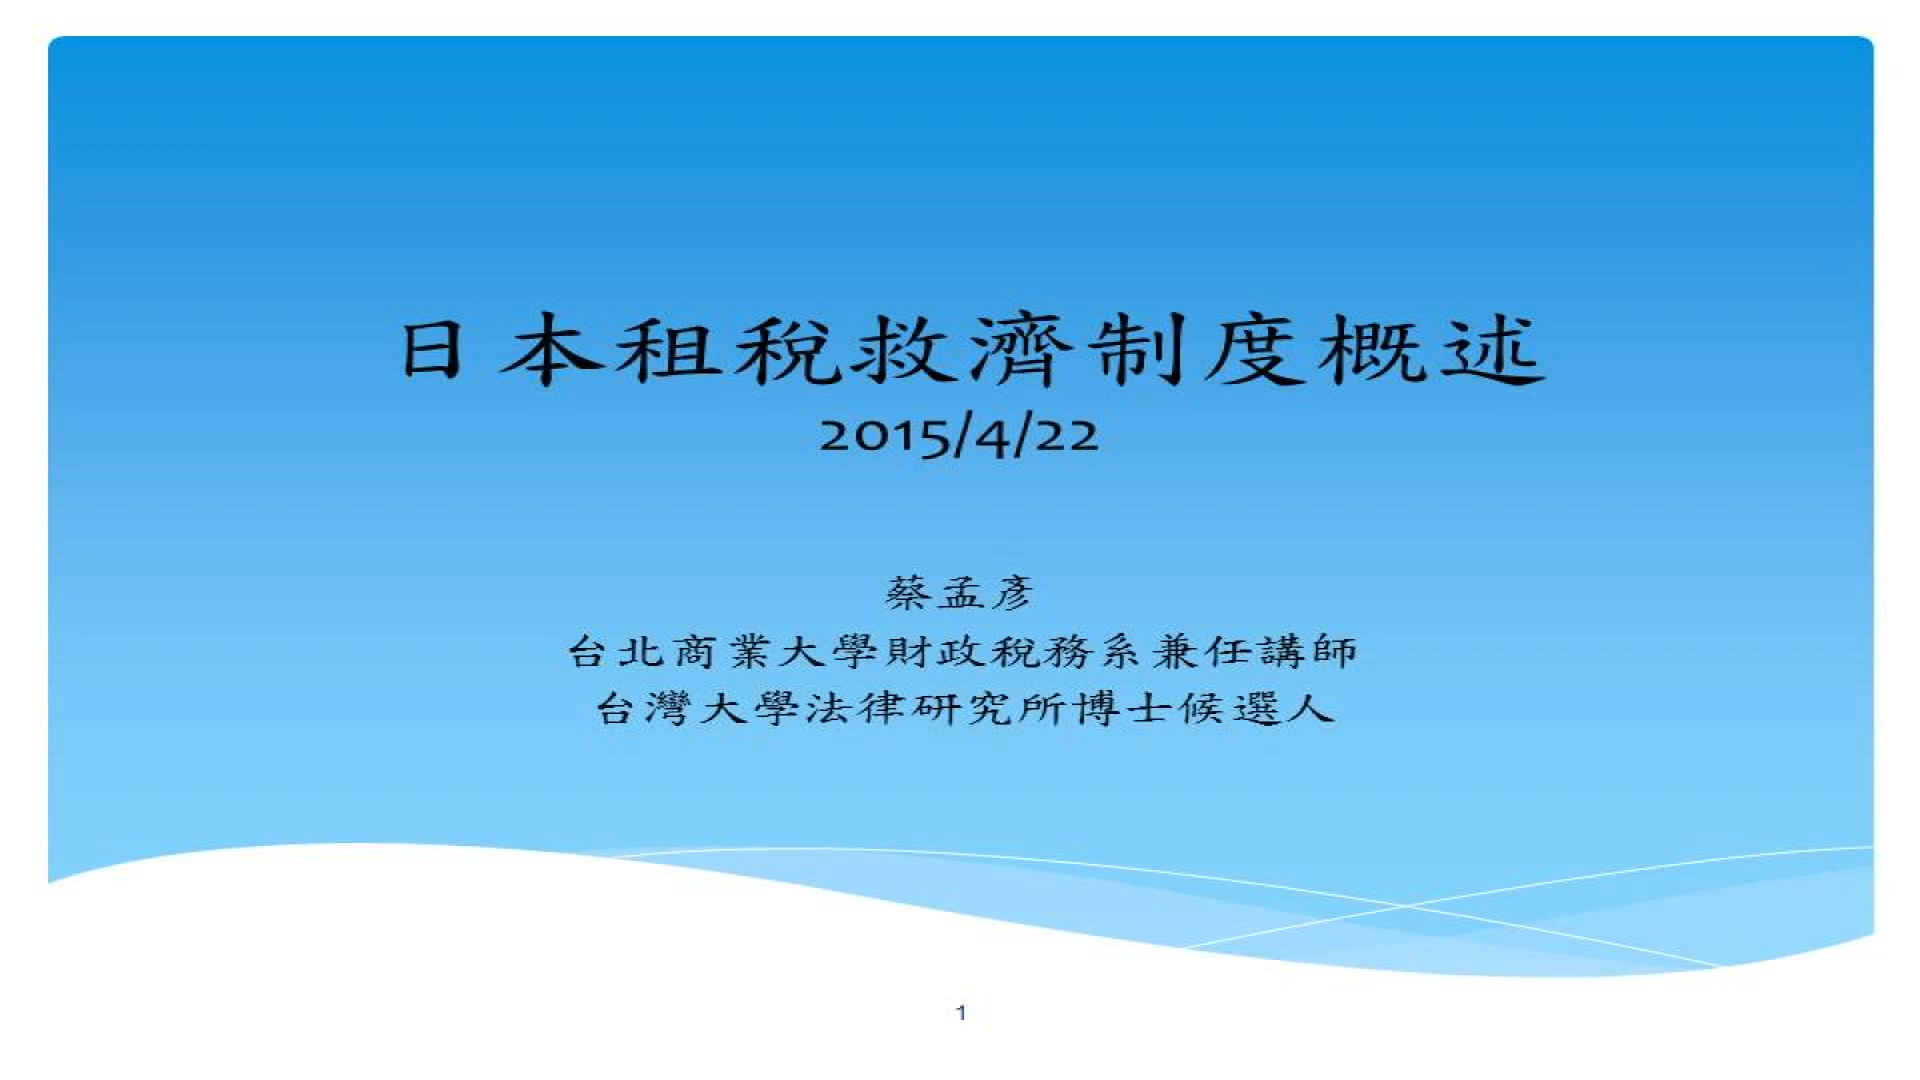 日本租稅救濟制度概述
2015/4/22
蔡孟彥
台北商業大學財政稅務系兼任講師
台灣大學法律研究所博士候選人
1